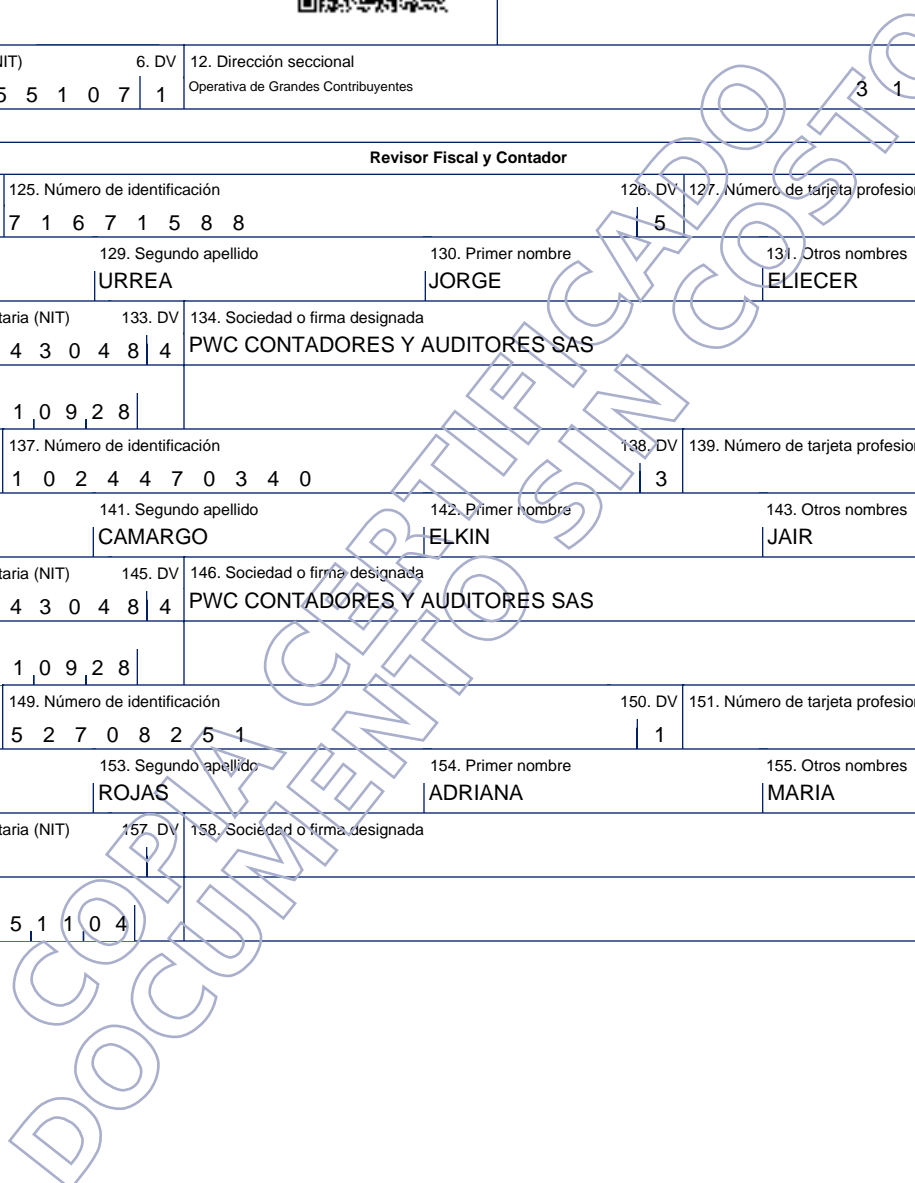 IT) 6. DV 12. Dirección seccional
5 5 1 0 7 1 Operativa de Grandes Contribuyentes 3 1
Revisor Fiscal y Contador
125. Número de identificación 126. DV 127. Número de tarjeta profesion
7 1 6 7 1 5 8 8 5
129. Segundo apellido 130. Primer nombre 131. Otros nombres
URREA JORGE ELIECER
taria (NIT) 133. DV 134. Sociedad o firma designada
4 3 0 4 8 4 PWC CONTADORES Y AUDITORES SAS
1 0 9 2 8
137. Número de identificación 138. DV 139. Número de tarjeta profesion
1 0 2 4 4 7 0 3 4 0 3
141. Segundo apellido 142. Primer nombre 143. Otros nombres
CAMARGO ELKIN JAIR
taria (NIT) 145. DV 146. Sociedad o firma designada
4 3 0 4 8 4 PWC CONTADORES Y AUDITORES SAS
1 0 9 2 8
149. Número de identificación 150. DV 151. Número de tarjeta profesion
5 2 7 0 8 2 5 1 1
153. Segundo apellido 154. Primer nombre 155. Otros nombres
ROJAS ADRIANA MARIA
taria (NIT) 157. DV 158. Sociedad o firma designada
5 1 1 0 4
COPIA CERTIFICADO
DOCUMENTO SIN COSTO